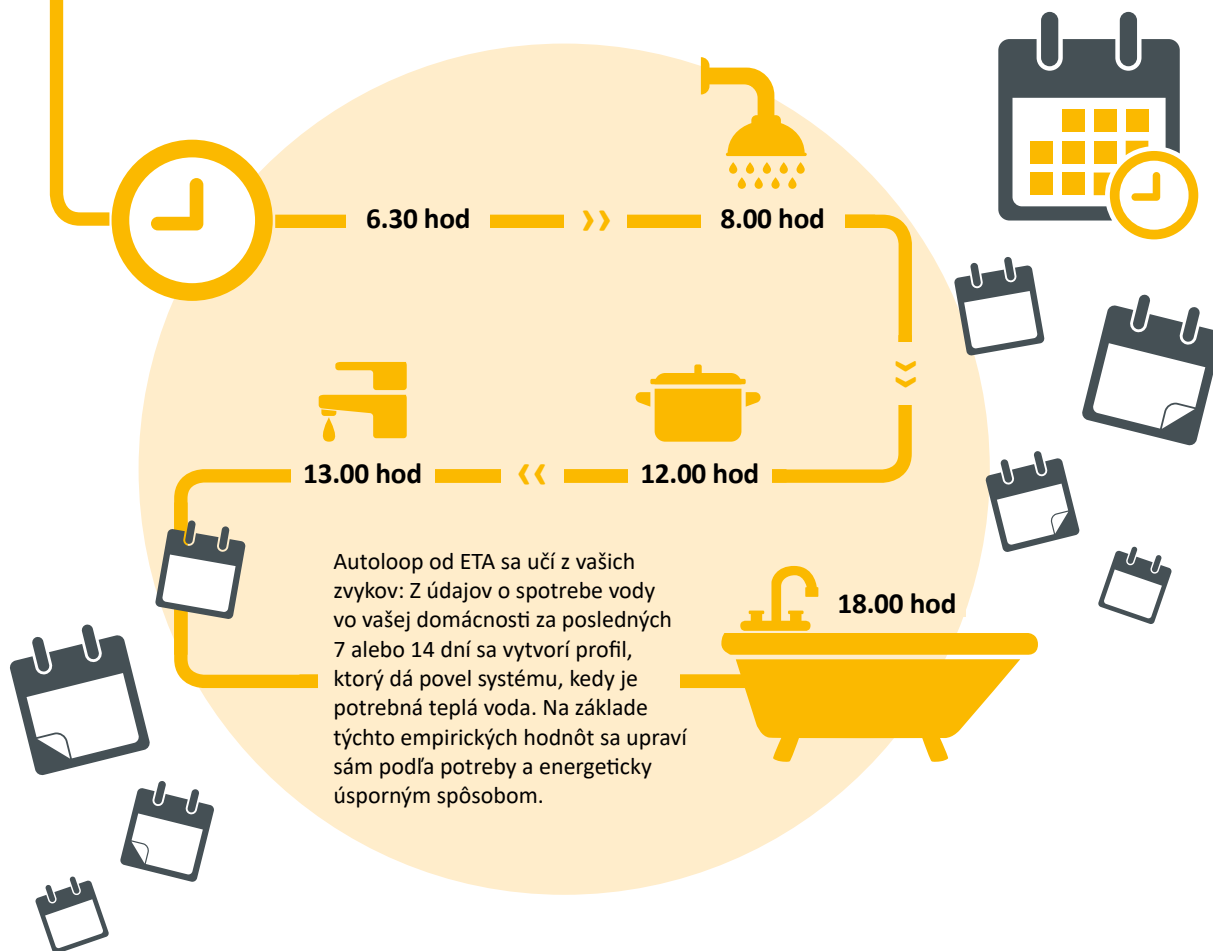 6.30 hod
8.00 hod
13.00 hod
12.00 hod
Autoloop od ETA sa učí z vašich
zvykov: Z údajov o spotrebe vody
vo vašej domácnosti za posledných
7 alebo 14 dní sa vytvorí profil,
ktorý dá povel systému, kedy je
potrebná teplá voda. Na základe
týchto empirických hodnôt sa upraví
sám podľa potreby a energeticky
úsporným spôsobom.
18.00 hod